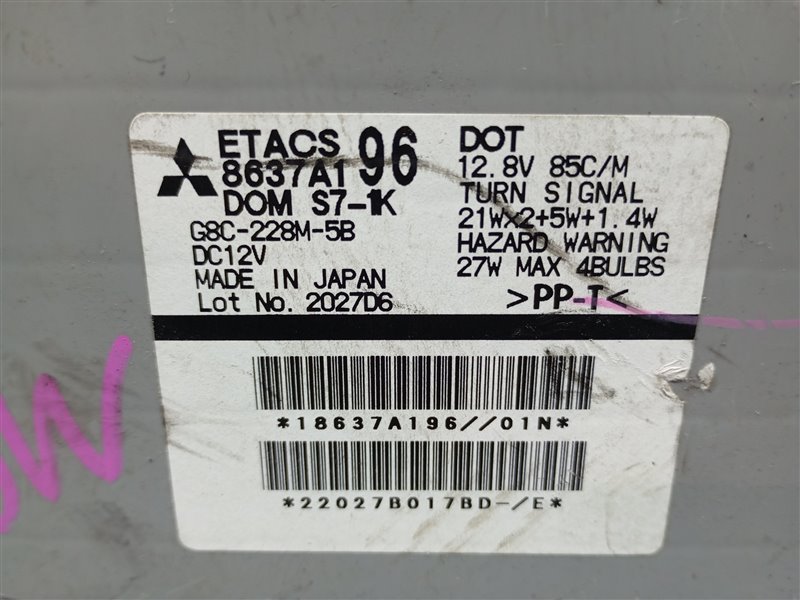 ETACS 96
8637A1
DOM S7-1K
G8C-228M-5B
DC12V
MADE IN JAPAN
Lot No. 2027D6
DOT
12.8V 85C/M
TURN SIGNAL
21W×2+5W+1.4W
HAZARD WARNING
27W MAX 4BULBS
>PP-T<
*18637A196//01N*
*22027B017BD-/E*